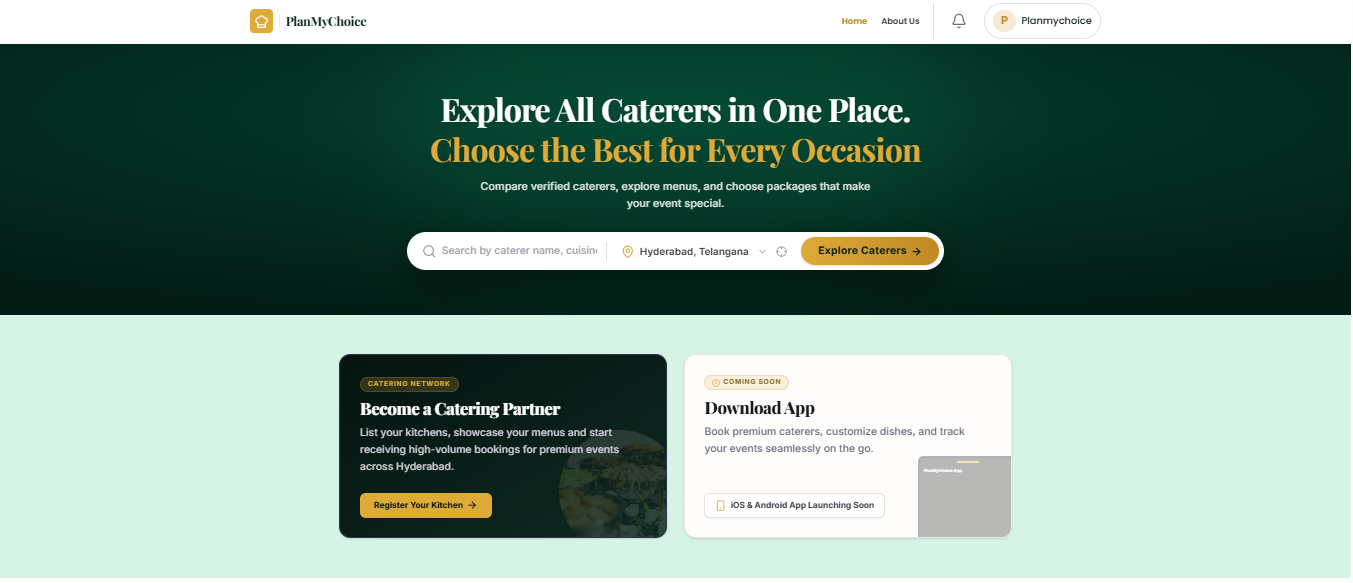 PlanMyChoice
Home
About Us
P
Planmychoice
Explore All Caterers in One Place.
Choose the Best for Every Occasion
Compare verified caterers, explore menus, and choose packages that make
your event special.
Search by caterer name, cuisin
Hyderabad, Telangana
Explore Caterers →
CATERING NETWORK
Become a Catering Partner
List your kitchens, showcase your menus and start
receiving high-volume bookings for premium events
across Hyderabad.
Register Your Kitchen →
COMING SOON
Download App
Book premium caterers, customize dishes, and track
your events seamlessly on the go.
PlanMyChoice App
iOS & Android App Launching Soon